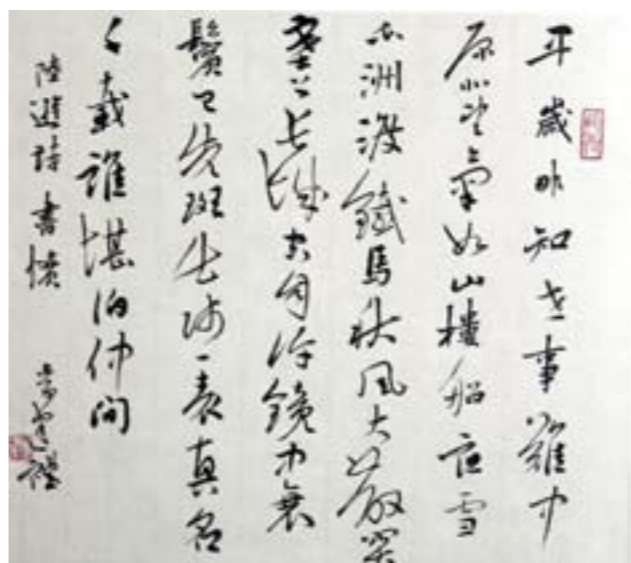 早歲那知世事難中
原北望氣如山樓船夜雪
瓜洲渡鐵馬秋風大散關
塞上長城空自許鏡中衰
鬢已先斑出師一表真名
世千載誰堪伯仲間
陸游詩書憤